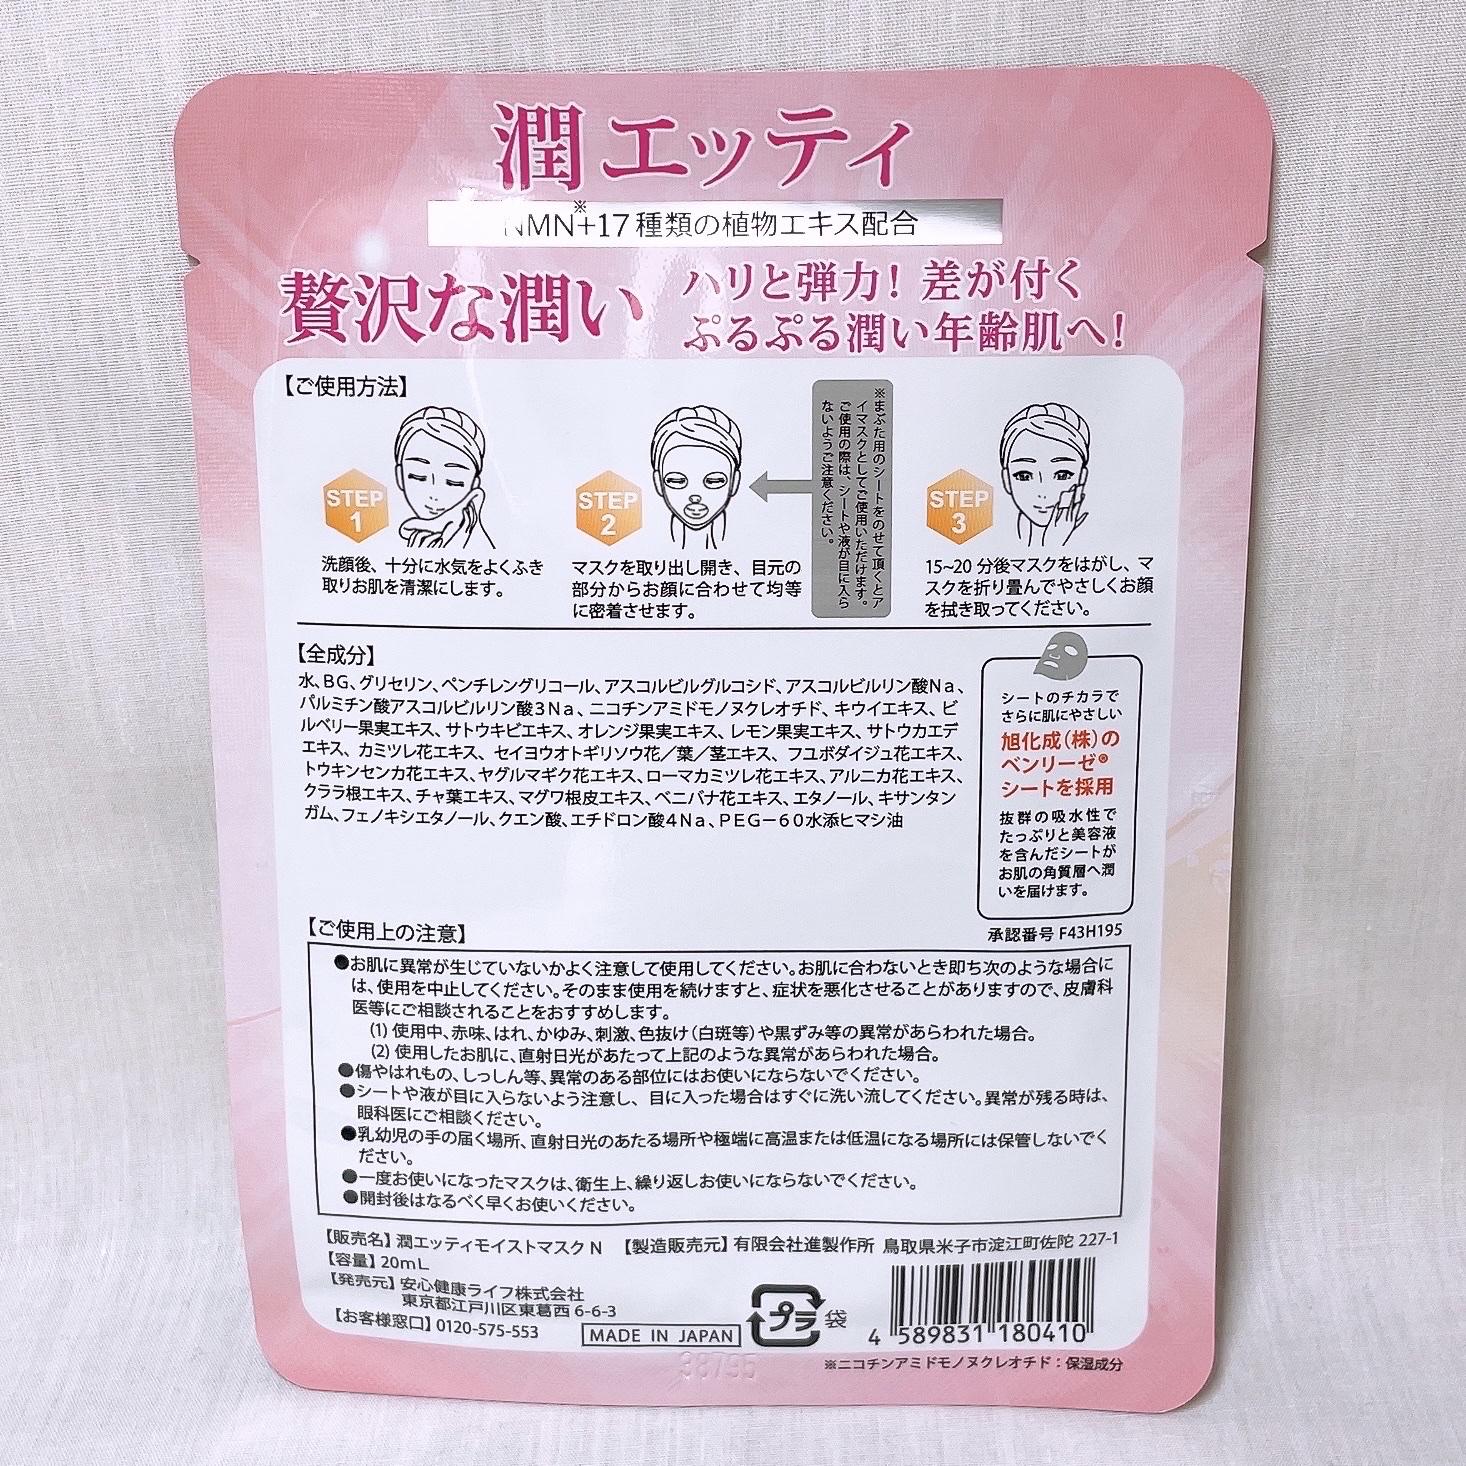 潤エッティ
NMN※+17種類の植物エキス配合
贅沢な潤い
ハリと弾力！差が付く
ぷるぷる潤い年齢肌へ！
【ご使用方法】
STEP
1
洗顔後、十分に水気をよくふき
取りお肌を清潔にします。
STEP
2
マスクを取り出し開き、目元の
部分からお顔に合わせて均等
に密着させます。
※まぶた用のシートをのせて頂くとア
イマスクとしてご使用いただけます。
ご使用の際は、シートや液が目に入ら
ないようご注意ください。
STEP
3
15~20 分後マスクをはがし、マ
スクを折り畳んでやさしくお顔
を拭き取ってください。
【全成分】
水、BG、グリセリン、ペンチレングリコール、アスコルビルグルコシド、アスコルビルリン酸Na、
パルミチン酸アスコルビルリン酸3Na、ニコチンアミドモノヌクレオチド、キウイエキス、ビ
ルベリー果実エキス、サトウキビエキス、オレンジ果実エキス、レモン果実エキス、サトウカエデ
エキス、カミツレ花エキス、セイヨウオトギリソウ花／葉／茎エキス、フユボダイジュ花エキス、
トウキンセンカ花エキス、ヤグルマギク花エキス、ローマカミツレ花エキス、アルニカ花エキス、
クララ根エキス、チャ葉エキス、マグワ根皮エキス、ベニバナ花エキス、エタノール、キサンタン
ガム、フェノキシエタノール、クエン酸、エチドロン酸4Na、PEG－60水添ヒマシ油
シートのチカラで
さらに肌にやさしい
旭化成（株）の
ベンリーゼ®
シートを採用
抜群の吸水性で
たっぷりと美容液
を含んだシートが
お肌の角質層へ潤
いを届けます。
承認番号 F43H195
【ご使用上の注意】
●お肌に異常が生じていないかよく注意して使用してください。お肌に合わないとき即ち次のような場合に
は、使用を中止してください。そのまま使用を続けますと、症状を悪化させることがありますので、皮膚科
医等にご相談されることをおすすめします。
(1) 使用中、赤味、はれ、かゆみ、刺激、色抜け（白斑等）や黒ずみ等の異常があらわれた場合。
(2) 使用したお肌に、直射日光があたって上記のような異常があらわれた場合。
●傷やはれもの、しっしん等、異常のある部位にはお使いにならないでください。
●シートや液が目に入らないよう注意し、目に入った場合はすぐに洗い流してください。異常が残る時は、
眼科医にご相談ください。
●乳幼児の手の届く場所、直射日光のあたる場所や極端に高温または低温になる場所には保管しないでく
ださい。
●一度お使いになったマスクは、衛生上、繰り返しお使いにならないでください。
●開封後はなるべく早くお使いください。
【販売名】潤エッティモイストマスク N 【製造販売元】有限会社進製作所 鳥取県米子市淀江町佐陀 227-1
【容量】20mL
【発売元】安心健康ライフ株式会社
東京都江戸川区東葛西 6-6-3
【お客様窓口】0120-575-553
MADE IN JAPAN
プラ 袋
4 589831 180410
※ニコチンアミドモノヌクレオチド：保湿成分
38795